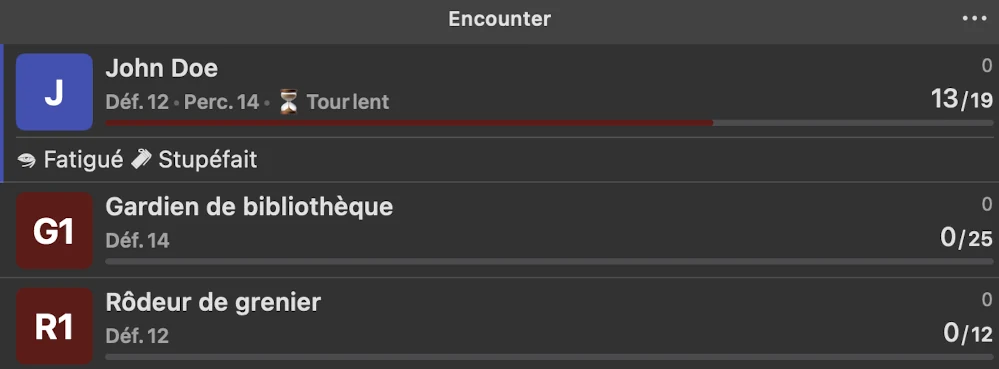 Encounter ...
J
John Doe 0
Déf. 12 • Perc. 14 • ⏳ Tour lent 13/19
Fatigué Stupéfait
G1
Gardien de bibliothèque 0
Déf. 14 0/25
R1
Rôdeur de grenier 0
Déf. 12 0/12